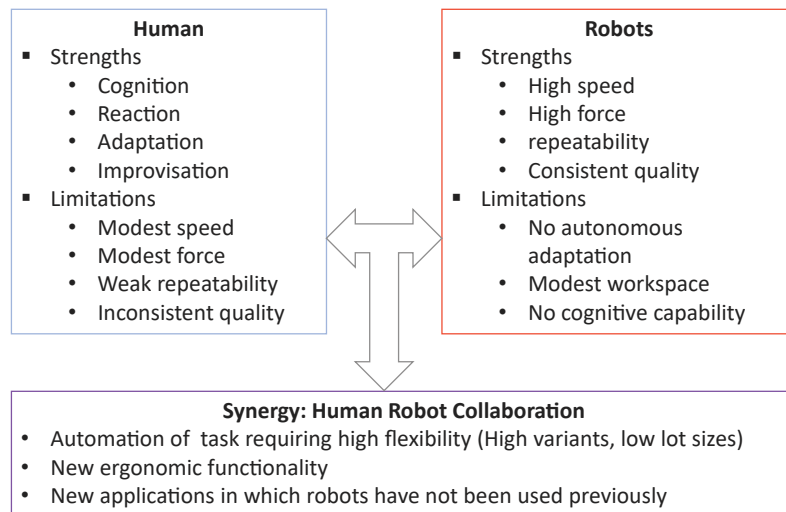 Human
▪ Strengths
• Cognition
• Reaction
• Adaptation
• Improvisation
▪ Limitations
• Modest speed
• Modest force
• Weak repeatability
• Inconsistent quality
Robots
▪ Strengths
• High speed
• High force
• repeatability
• Consistent quality
▪ Limitations
• No autonomous
adaptation
• Modest workspace
• No cognitive capability
Synergy: Human Robot Collaboration
• Automation of task requiring high flexibility (High variants, low lot sizes)
• New ergonomic functionality
• New applications in which robots have not been used previously